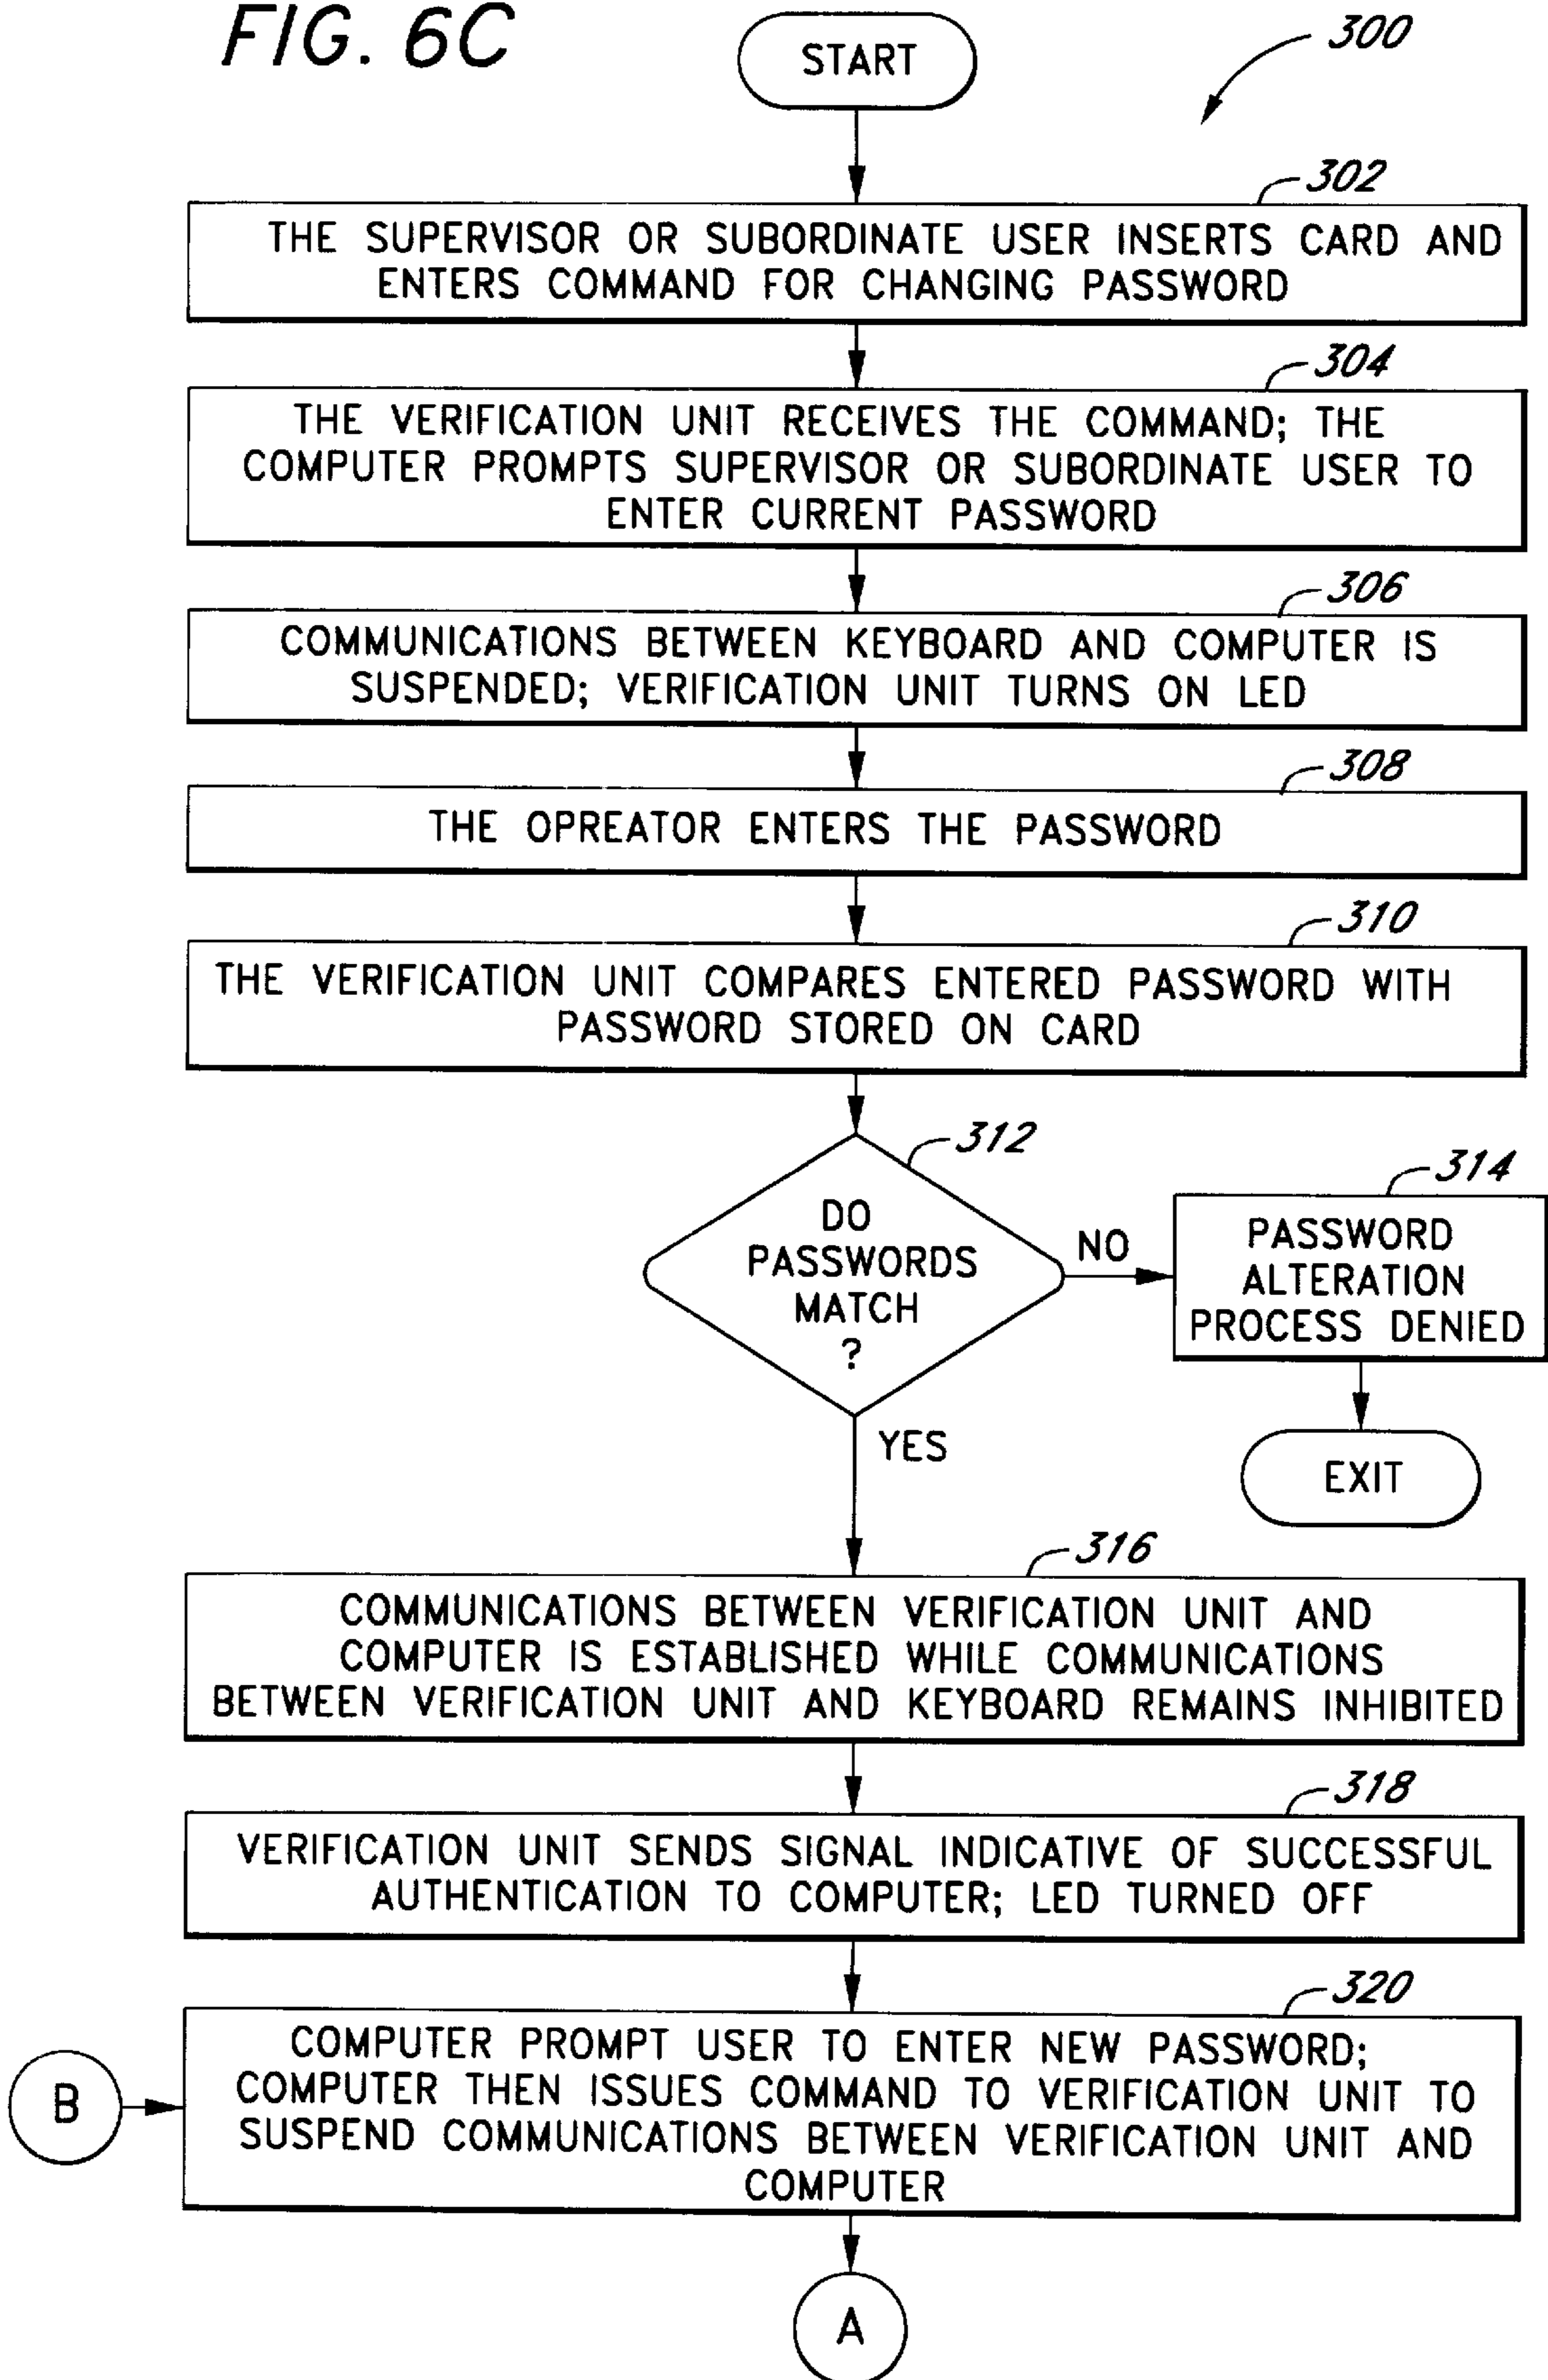 FIG. 6C
START
300
302
THE SUPERVISOR OR SUBORDINATE USER INSERTS CARD AND
ENTERS COMMAND FOR CHANGING PASSWORD
304
THE VERIFICATION UNIT RECEIVES THE COMMAND; THE
COMPUTER PROMPTS SUPERVISOR OR SUBORDINATE USER TO
ENTER CURRENT PASSWORD
306
COMMUNICATIONS BETWEEN KEYBOARD AND COMPUTER IS
SUSPENDED; VERIFICATION UNIT TURNS ON LED
308
THE OPREATOR ENTERS THE PASSWORD
310
THE VERIFICATION UNIT COMPARES ENTERED PASSWORD WITH
PASSWORD STORED ON CARD
312
DO
PASSWORDS
MATCH
?
NO
314
PASSWORD
ALTERATION
PROCESS DENIED
EXIT
YES
316
COMMUNICATIONS BETWEEN VERIFICATION UNIT AND
COMPUTER IS ESTABLISHED WHILE COMMUNICATIONS
BETWEEN VERIFICATION UNIT AND KEYBOARD REMAINS INHIBITED
318
VERIFICATION UNIT SENDS SIGNAL INDICATIVE OF SUCCESSFUL
AUTHENTICATION TO COMPUTER; LED TURNED OFF
320
COMPUTER PROMPT USER TO ENTER NEW PASSWORD;
COMPUTER THEN ISSUES COMMAND TO VERIFICATION UNIT TO
SUSPEND COMMUNICATIONS BETWEEN VERIFICATION UNIT AND
COMPUTER
B
A